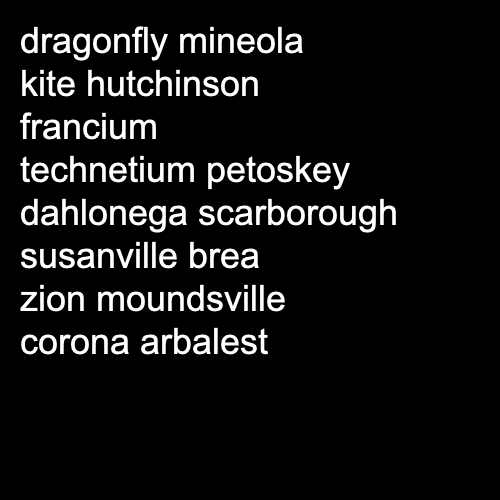 dragonfly mineola
kite hutchinson
francium
technetium petoskey
dahlonega scarborough
susanville brea
zion moundsville
corona arbalest